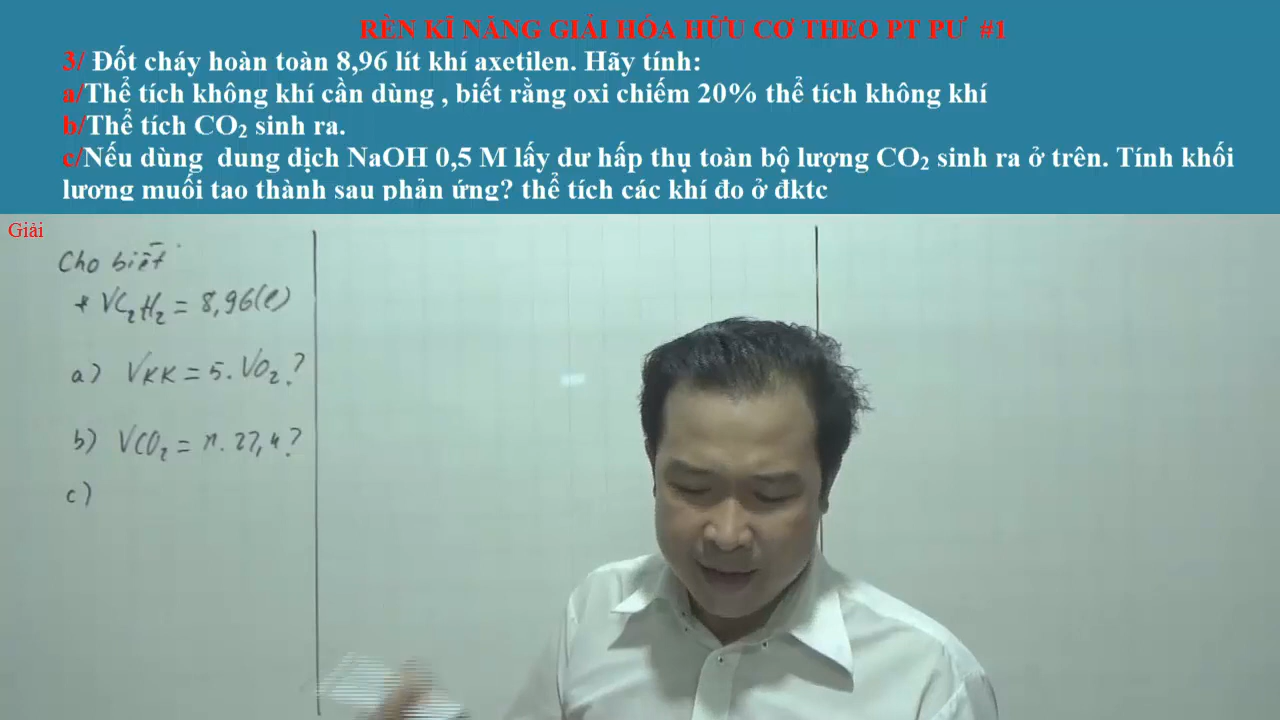 RÈN KĨ NĂNG GIẢI HÓA HỮU CƠ THEO PT PƯ #1
3/ Đốt cháy hoàn toàn 8,96 lít khí axetilen. Hãy tính:
a/Thể tích không khí cần dùng , biết rằng oxi chiếm 20% thể tích không khí
b/Thể tích CO₂ sinh ra.
c/Nếu dùng dung dịch NaOH 0,5 M lấy dư hấp thụ toàn bộ lượng CO₂ sinh ra ở trên. Tính khối
lượng muối tạo thành sau phản ứng? thể tích các khí đo ở đktc
Giải
Cho biết
* VC₂H₂ = 8,96(l)
a) VKK = 5.VO₂?
b) VCO₂ = n.22,4?
c)